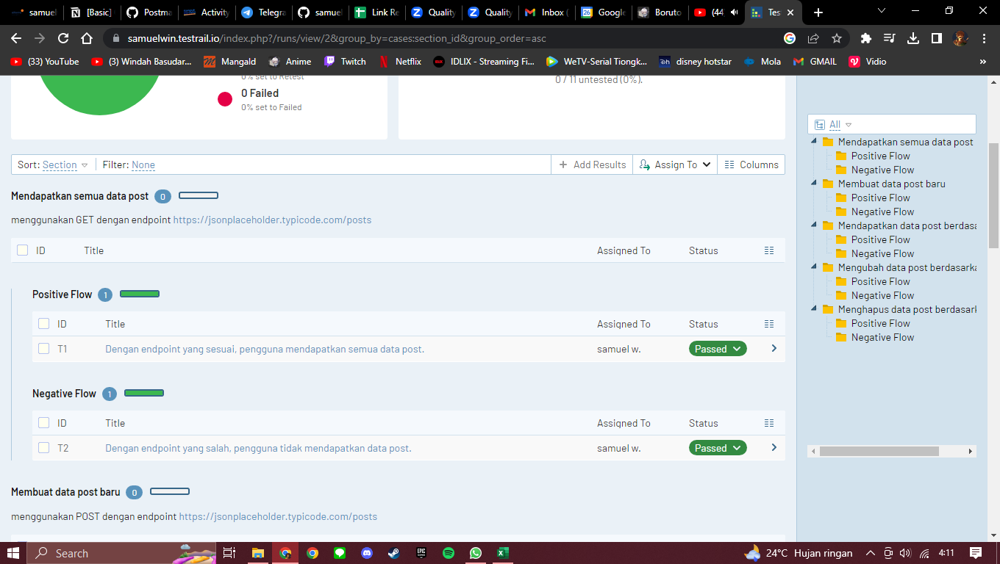 samuel
[Basic]
Postma
Activity
Telegra
samuel
Link Re
Quality
Quality
Inbox (
Google
Boruto
(44
Tes
samuelwin.testrail.io/index.php?/runs/view/2&group_by=cases:section_id&group_order=asc
(33) YouTube
(3) Windah Basudar...
Mangald
Anime
Twitch
Netflix
IDLIX - Streaming Fi...
WeTV-Serial Tiongk...
disney hotstar
Mola
GMAIL
Vidio
»
0% set to Retest
0 Failed
0% set to Failed
0 / 11 untested (0%).
Sort: Section
Filter: None
+ Add Results
Assign To
Columns
Mendapatkan semua data post 0
menggunakan GET dengan endpoint https://jsonplaceholder.typicode.com/posts
ID Title Assigned To Status
Positive Flow 1
ID Title Assigned To Status
T1 Dengan endpoint yang sesuai, pengguna mendapatkan semua data post. samuel w. Passed
Negative Flow 1
ID Title Assigned To Status
T2 Dengan endpoint yang salah, pengguna tidak mendapatkan data post. samuel w. Passed
Membuat data post baru 0
menggunakan POST dengan endpoint https://jsonplaceholder.typicode.com/posts
All
Mendapatkan semua data post
Positive Flow
Negative Flow
Membuat data post baru
Positive Flow
Negative Flow
Mendapatkan data post berdasa
Positive Flow
Negative Flow
Mengubah data post berdasarka
Positive Flow
Negative Flow
Menghapus data post berdasark
Positive Flow
Negative Flow
Search
EPIC
24°C Hujan ringan
4:11